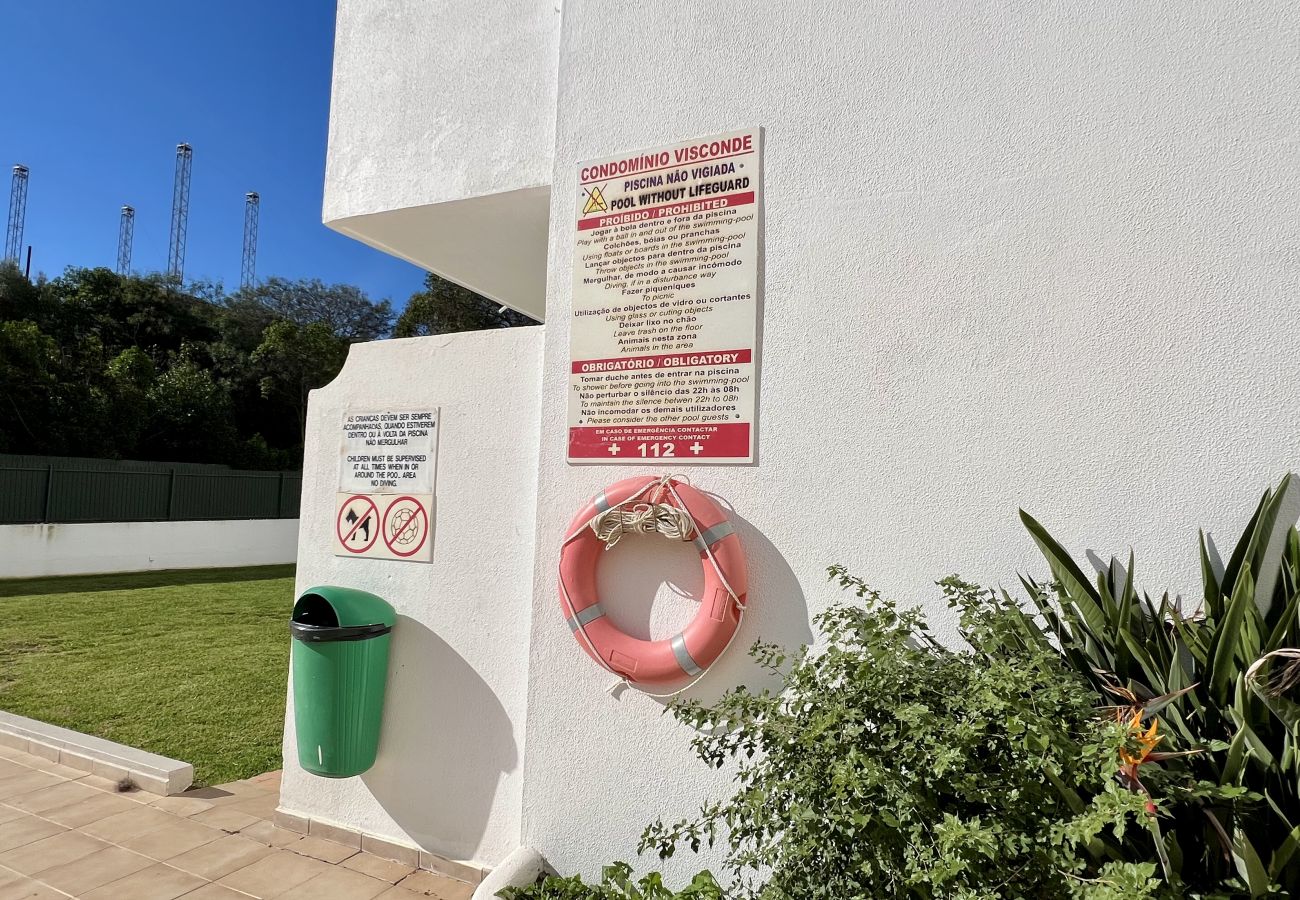 CONDOMÍNIO VISCONDE
PISCINA NÃO VIGIADA
POOL WITHOUT LIFEGUARD
PROÍBIDO / PROHIBITED
Jogar à bola dentro e fora da piscina
Play with a ball in and out of the swimming-pool
Colchões, bóias ou pranchas
Using floats or boards in the swimming-pool
Lançar objectos para dentro da piscina
Throw objects in the swimming-pool
Mergulhar, de modo a causar incómodo
Diving, if in a disturbance way
Fazer piqueniques
To picnic
Utilização de objectos de vidro ou cortantes
Using glass or cuting objects
Deixar lixo no chão
Leave trash on the floor
Animais nesta zona
Animals in the area
OBRIGATÓRIO / OBLIGATORY
Tomar duche antes de entrar na piscina
To shower before going into the swimming-pool
Não perturbar o silêncio das 22h às 08h
To maintain the silence betwen 22h to 08h
Não incomodar os demais utilizadores
Please consider the other pool guests
EM CASO DE EMERGÊNCIA CONTACTAR
IN CASE OF EMERGENCY CONTACT
112
AS CRIANÇAS DEVEM SER SEMPRE
ACOMPANHADAS, QUANDO ESTIVEREM
DENTRO OU À VOLTA DA PISCINA
NÃO MERGULHAR
CHILDREN MUST BE SUPERVISED
AT ALL TIMES WHEN IN OR
AROUND THE POO. AREA
NO DIVING.